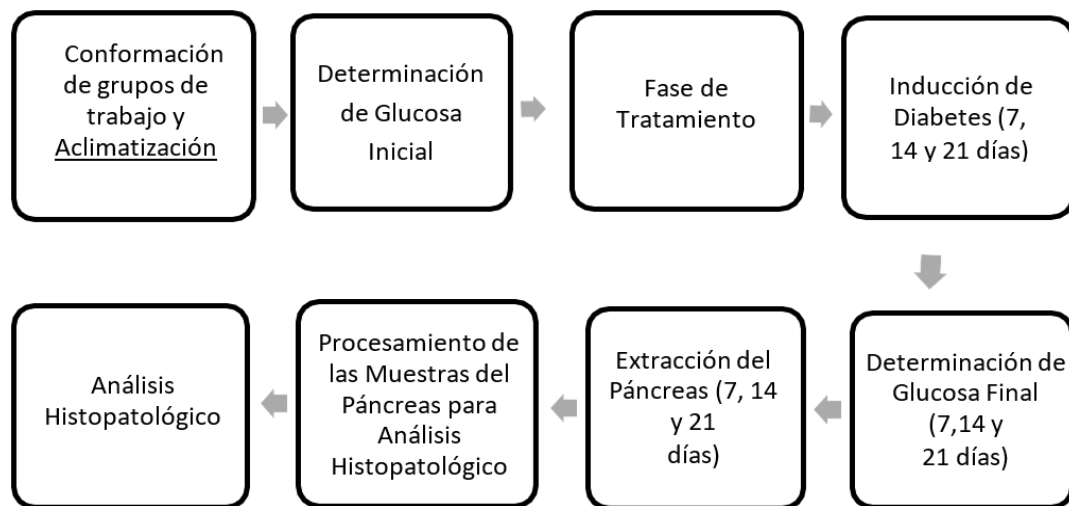 Conformación
de grupos de
trabajo y
Aclimatización
Determinación
de Glucosa
Inicial
Fase de
Tratamiento
Inducción de
Diabetes (7,
14 y 21 días)
Determinación de
Glucosa Final
(7,14 y
21 días)
Extracción del
Páncreas (7, 14
y 21
días)
Procesamiento de
las Muestras del
Páncreas para
Análisis
Histopatológico
Análisis
Histopatológico